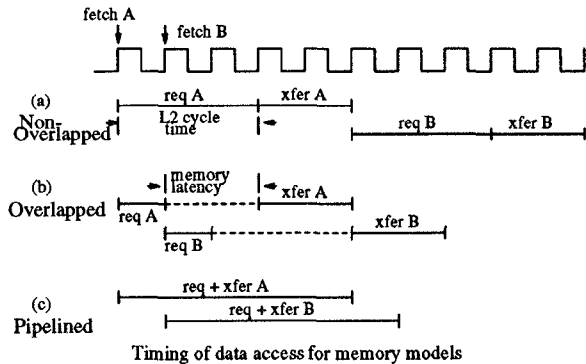 fetch A
fetch B
(a)
Non-
Overlapped
req A
xfer A
L2 cycle
time
req B
xfer B
(b)
Overlapped
memory
latency
xfer A
req A
req B
xfer B
(c)
Pipelined
req + xfer A
req + xfer B
Timing of data access for memory models